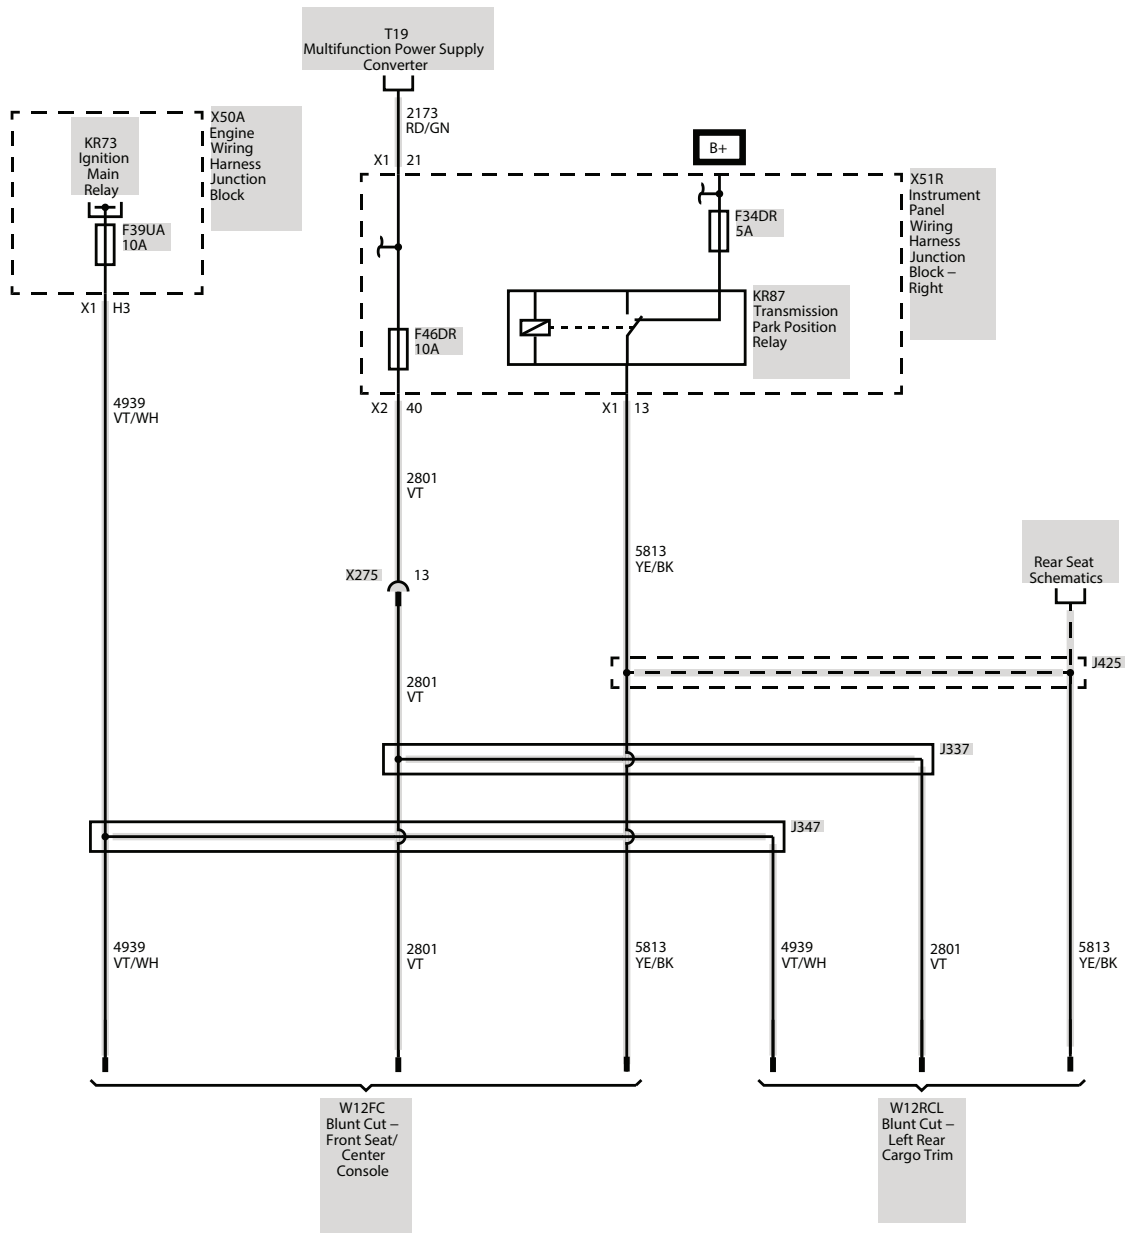 T19
Multifunction Power Supply
Converter
2173
RD/GN
X1 21
X50A
Engine
Wiring
Harness
Junction
Block
KR73
Ignition
Main
Relay
F39UA
10A
X1 H3
B+
X51R
Instrument
Panel
Wiring
Harness
Junction
Block –
Right
F34DR
5A
KR87
Transmission
Park Position
Relay
F46DR
10A
X2 40
X1 13
4939
VT/WH
2801
VT
5813
YE/BK
X275 13
Rear Seat
Schematics
J425
2801
VT
J337
J347
4939
VT/WH
2801
VT
5813
YE/BK
4939
VT/WH
2801
VT
5813
YE/BK
W12FC
Blunt Cut –
Front Seat/
Center
Console
W12RCL
Blunt Cut –
Left Rear
Cargo Trim